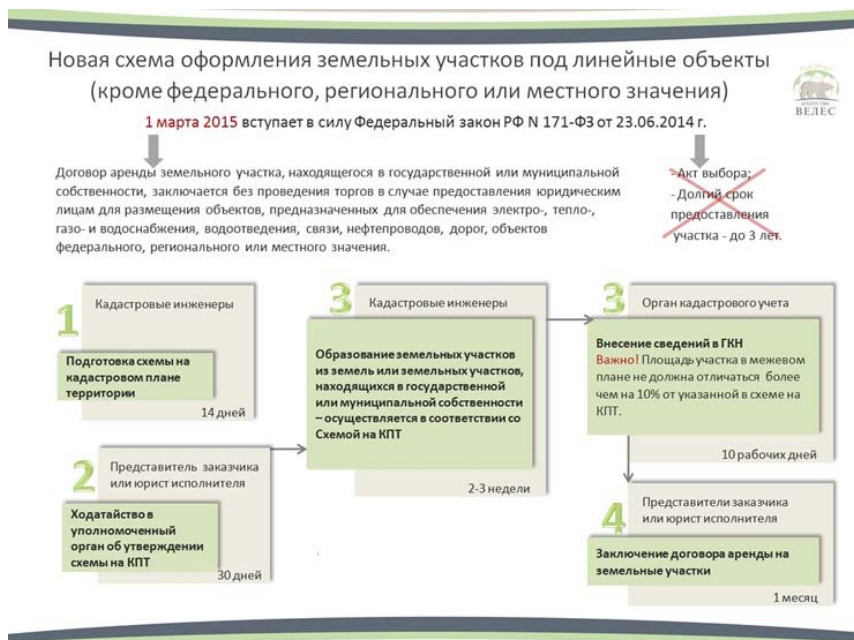 Новая схема оформления земельных участков под линейные объекты
(кроме федерального, регионального или местного значения)
АГЕНТСТВО
ВЕЛЕС
1 марта 2015 вступает в силу Федеральный закон РФ N 171-ФЗ от 23.06.2014 г.
Договор аренды земельного участка, находящегося в государственной или муниципальной
собственности, заключается без проведения торгов в случае предоставления юридическим
лицам для размещения объектов, предназначенных для обеспечения электро-, тепло-,
газо- и водоснабжения, водоотведения, связи, нефтепроводов, дорог, объектов
федерального, регионального или местного значения.
-Акт выбора;
- Долгий срок
предоставления
участка - до 3 лет.
1
Кадастровые инженеры
Подготовка схемы на
кадастровом плане
территории
14 дней
2
Представитель заказчика
или юрист исполнителя
Ходатайство в
уполномоченный
орган об утверждении
схемы на КПТ
30 дней
3
Кадастровые инженеры
Образование земельных участков
из земель или земельных участков,
находящихся в государственной
или муниципальной собственности
– осуществляется в соответствии со
Схемой на КПТ
2-3 недели
3
Орган кадастрового учета
Внесение сведений в ГКН
Важно! Площадь участка в межевом
плане не должна отличаться более
чем на 10% от указанной в схеме на
КПТ.
10 рабочих дней
4
Представители заказчика
или юрист исполнителя
Заключение договора аренды на
земельные участки
1 месяц